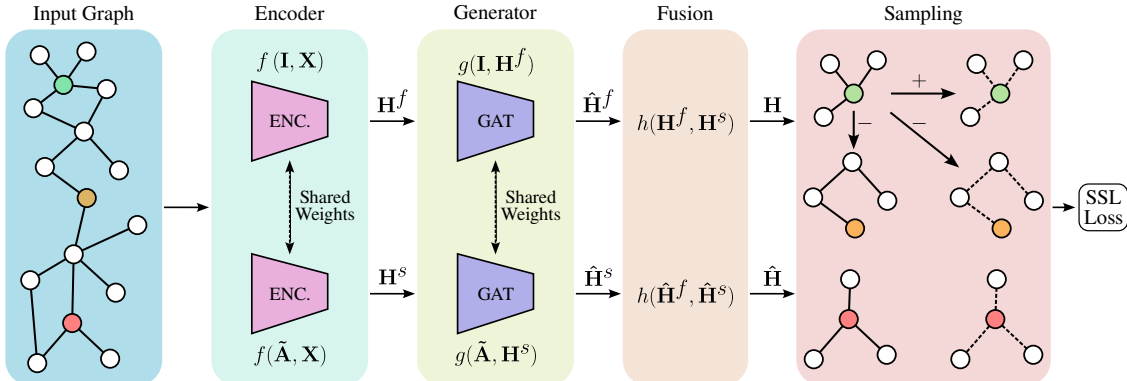 Input Graph
Encoder
Generator
Fusion
Sampling
f(𝐈, 𝐗)
ENC.
Shared
Weights
ENC.
f(𝐀̃, 𝐗)
𝐇^f
𝐇^s
g(𝐈, 𝐇^f)
GAT
Shared
Weights
GAT
g(𝐀̃, 𝐇^s)
𝐇̂^f
𝐇̂^s
h(𝐇^f, 𝐇^s)
h(𝐇̂^f, 𝐇̂^s)
𝐇
𝐇̂
+
−
−
SSL
Loss